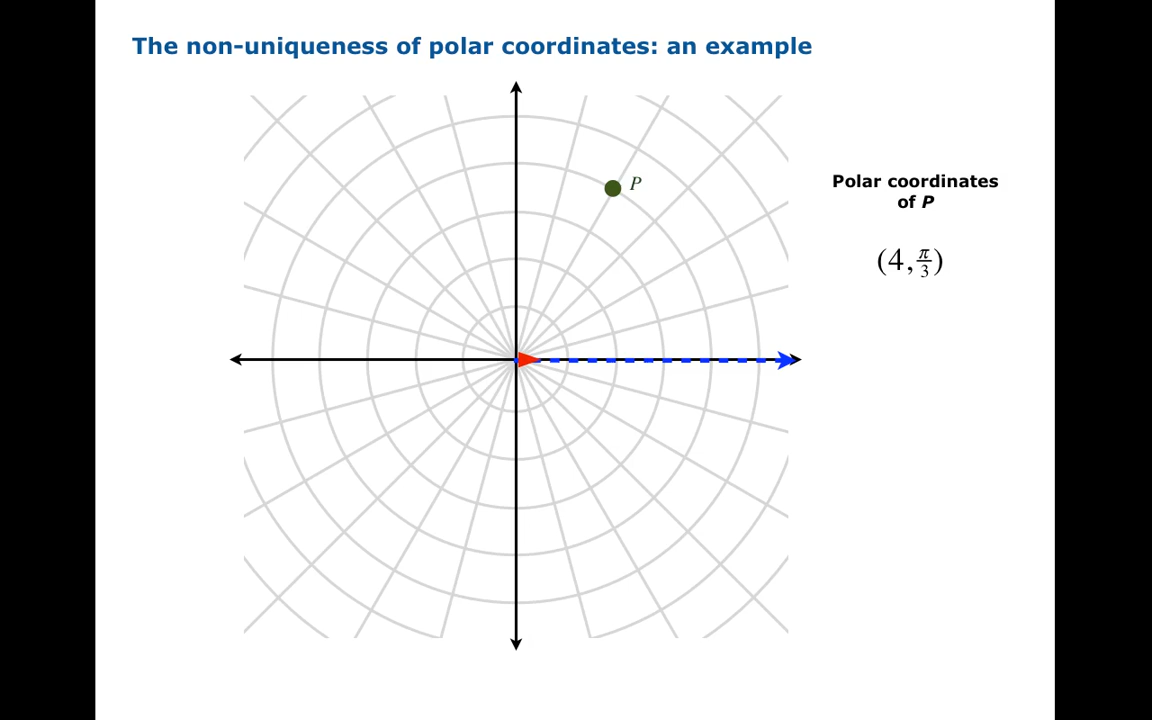 The non-uniqueness of polar coordinates: an example
P
Polar coordinates
of P
(4, π/3)